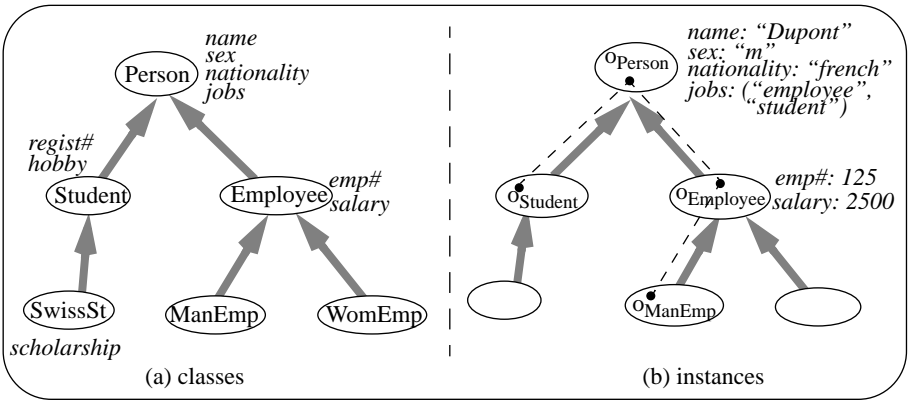 name
sex
nationality
jobs
Person
regist#
hobby
Student
Employee
emp#
salary
SwissSt
ManEmp
WomEmp
scholarship
(a) classes
name: “Dupont”
sex: “m”
nationality: “french”
jobs: (“employee”,
“student”)
oPerson
oStudent
oEmployee
emp#: 125
salary: 2500
oManEmp
(b) instances